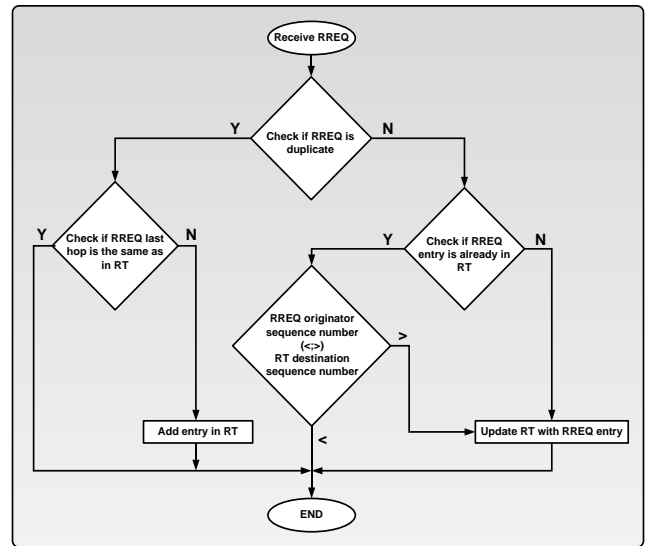 Receive RREQ
Y
N
Check if RREQ is
duplicate
Y
N
Check if RREQ last
hop is the same as
in RT
Y
N
Check if RREQ
entry is already in
RT
RREQ originator
sequence number
(<;>)
RT destination
sequence number
>
<
Add entry in RT
Update RT with RREQ entry
END